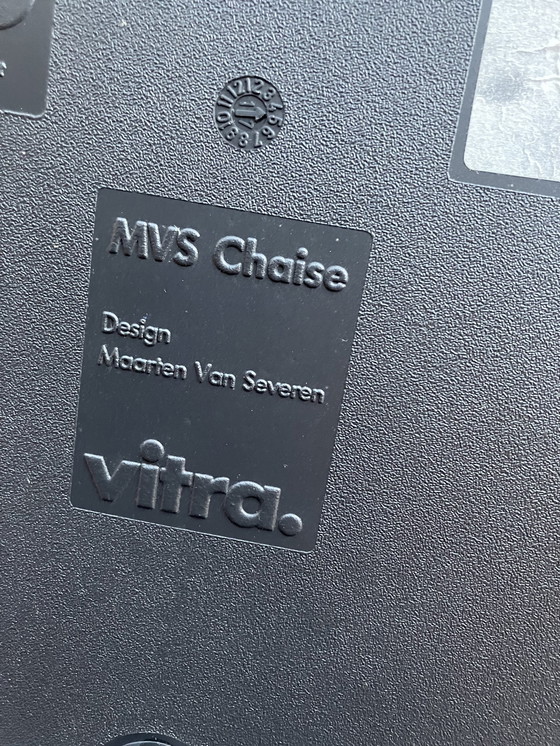 MVS Chaise
Design
Maarten Van Severen
vitra.